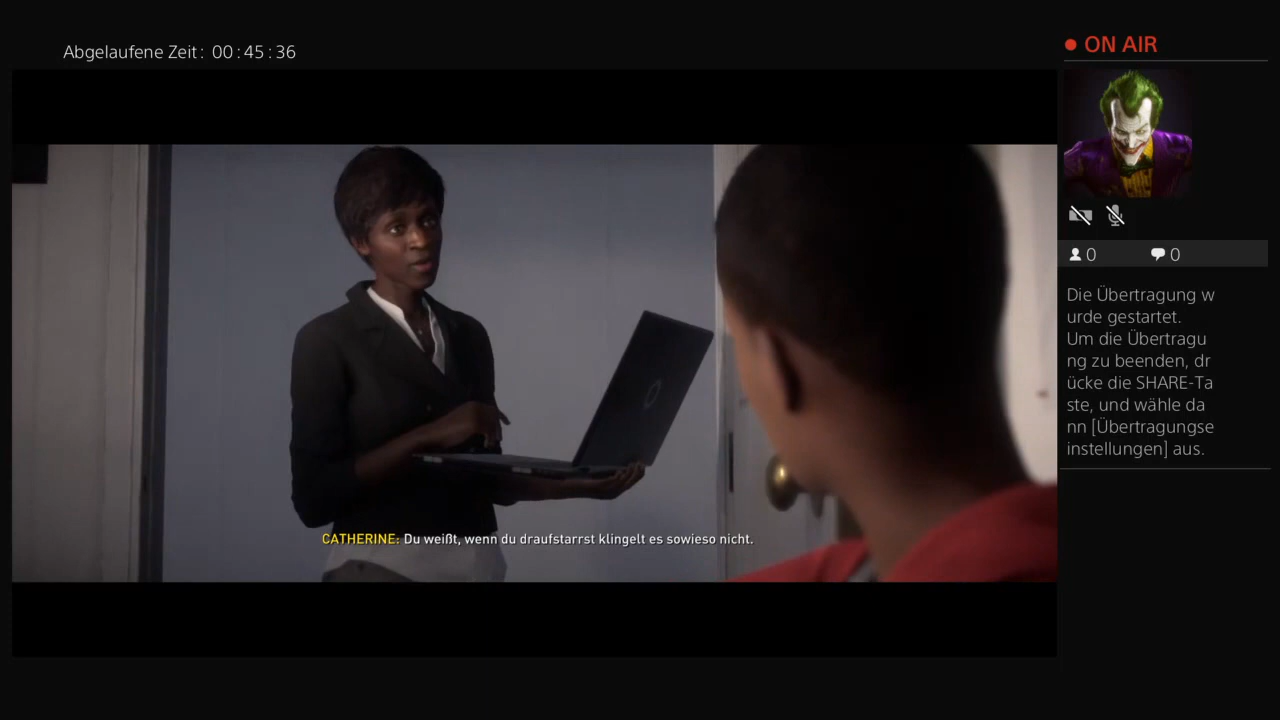 Abgelaufene Zeit: 00:45:36
ON AIR
0 0
Die Übertragung w
urde gestartet.
Um die Übertragu
ng zu beenden, dr
ücke die SHARE-Ta
ste, und wähle da
nn [Übertragungse
instellungen] aus.
CATHERINE: Du weißt, wenn du draufstarrst klingelt es sowieso nicht.